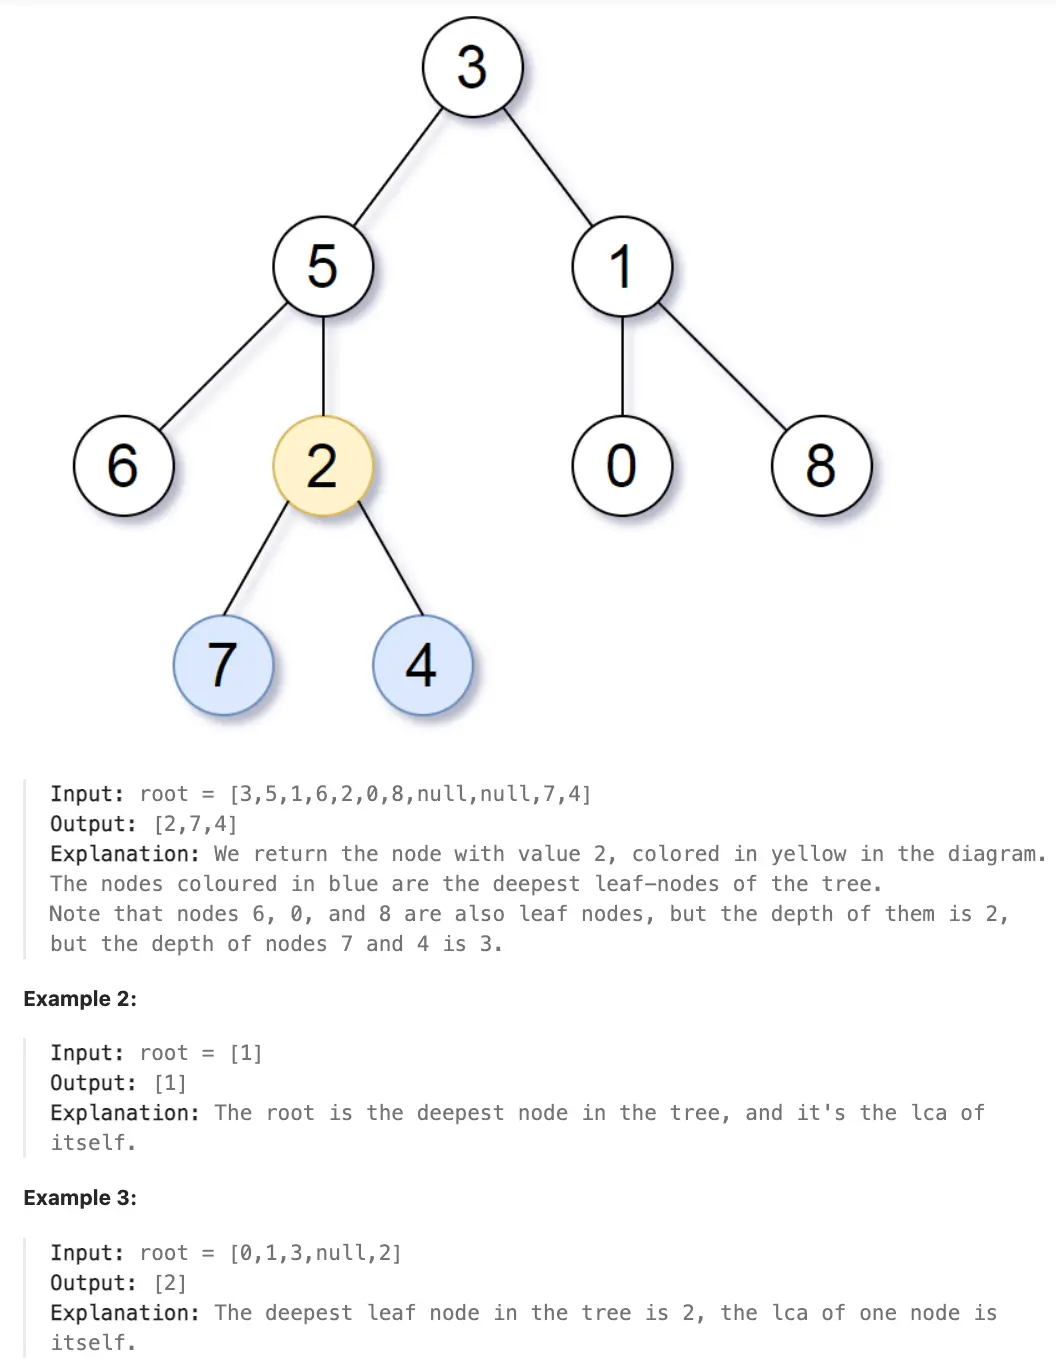 3
5 1
6 2 0 8
7 4
Input: root = [3,5,1,6,2,0,8,null,null,7,4]
Output: [2,7,4]
Explanation: We return the node with value 2, colored in yellow in the diagram.
The nodes coloured in blue are the deepest leaf-nodes of the tree.
Note that nodes 6, 0, and 8 are also leaf nodes, but the depth of them is 2,
but the depth of nodes 7 and 4 is 3.
Example 2:
Input: root = [1]
Output: [1]
Explanation: The root is the deepest node in the tree, and it's the lca of
itself.
Example 3:
Input: root = [0,1,3,null,2]
Output: [2]
Explanation: The deepest leaf node in the tree is 2, the lca of one node is
itself.